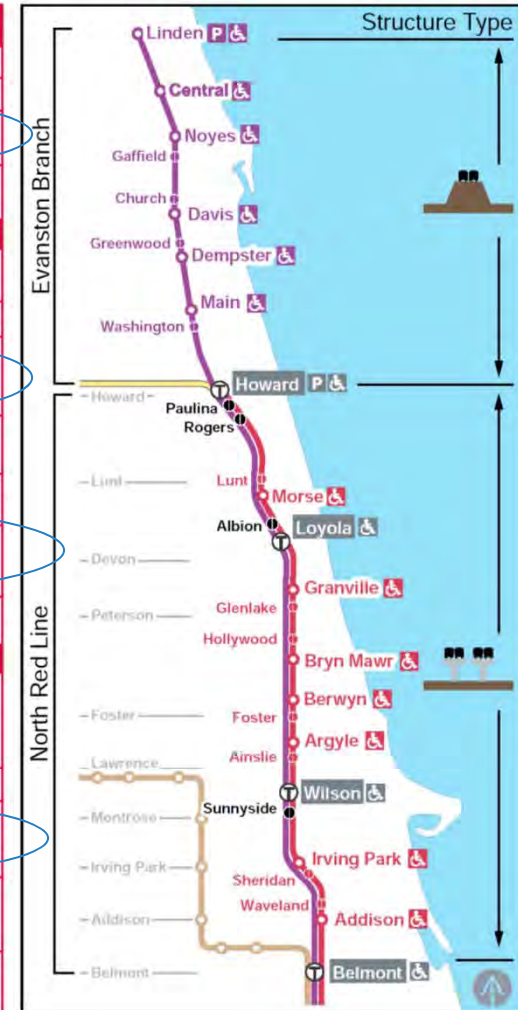 Structure Type
Evanston Branch
Linden P
Central
Noyes
Gaffield
Church
Davis
Greenwood
Dempster
Main
Washington
Howard P
North Red Line
Howard
Paulina
Rogers
Lunt
Lunt
Morse
Albion
Loyola
Devon
Granville
Glenlake
Peterson
Hollywood
Bryn Mawr
Berwyn
Foster
Foster
Argyle
Ainslie
Lawrence
Wilson
Sunnyside
Montrose
Irving Park
Irving Park
Sheridan
Waveland
Addison
Addison
Belmont
Belmont